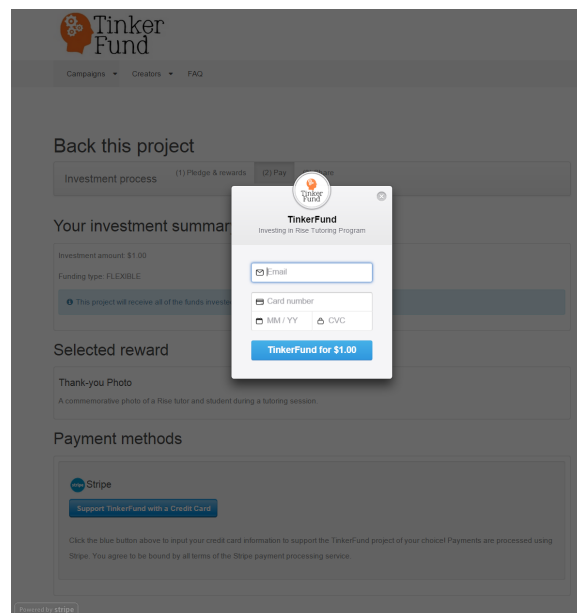 Tinker
Fund
Campaigns Creators FAQ
Back this project
Investment process (1) Pledge & rewards (2) Pay
Tinker
Fund
TinkerFund
Investing in Rise Tutoring Program
Your investment summar
Email
Investment amount: $1.00
Funding type: FLEXIBLE
Card number
This project will receive all of the funds invested
MM / YY CVC
TinkerFund for $1.00
Selected reward
Thank-you Photo
A commemorative photo of a Rise tutor and student during a tutoring session.
Payment methods
stripe Stripe
Support TinkerFund with a Credit Card
Click the blue button above to input your credit card information to support the TinkerFund project of your choice! Payments are processed using
Stripe. You agree to be bound by all terms of the Stripe payment processing service.
Powered by stripe